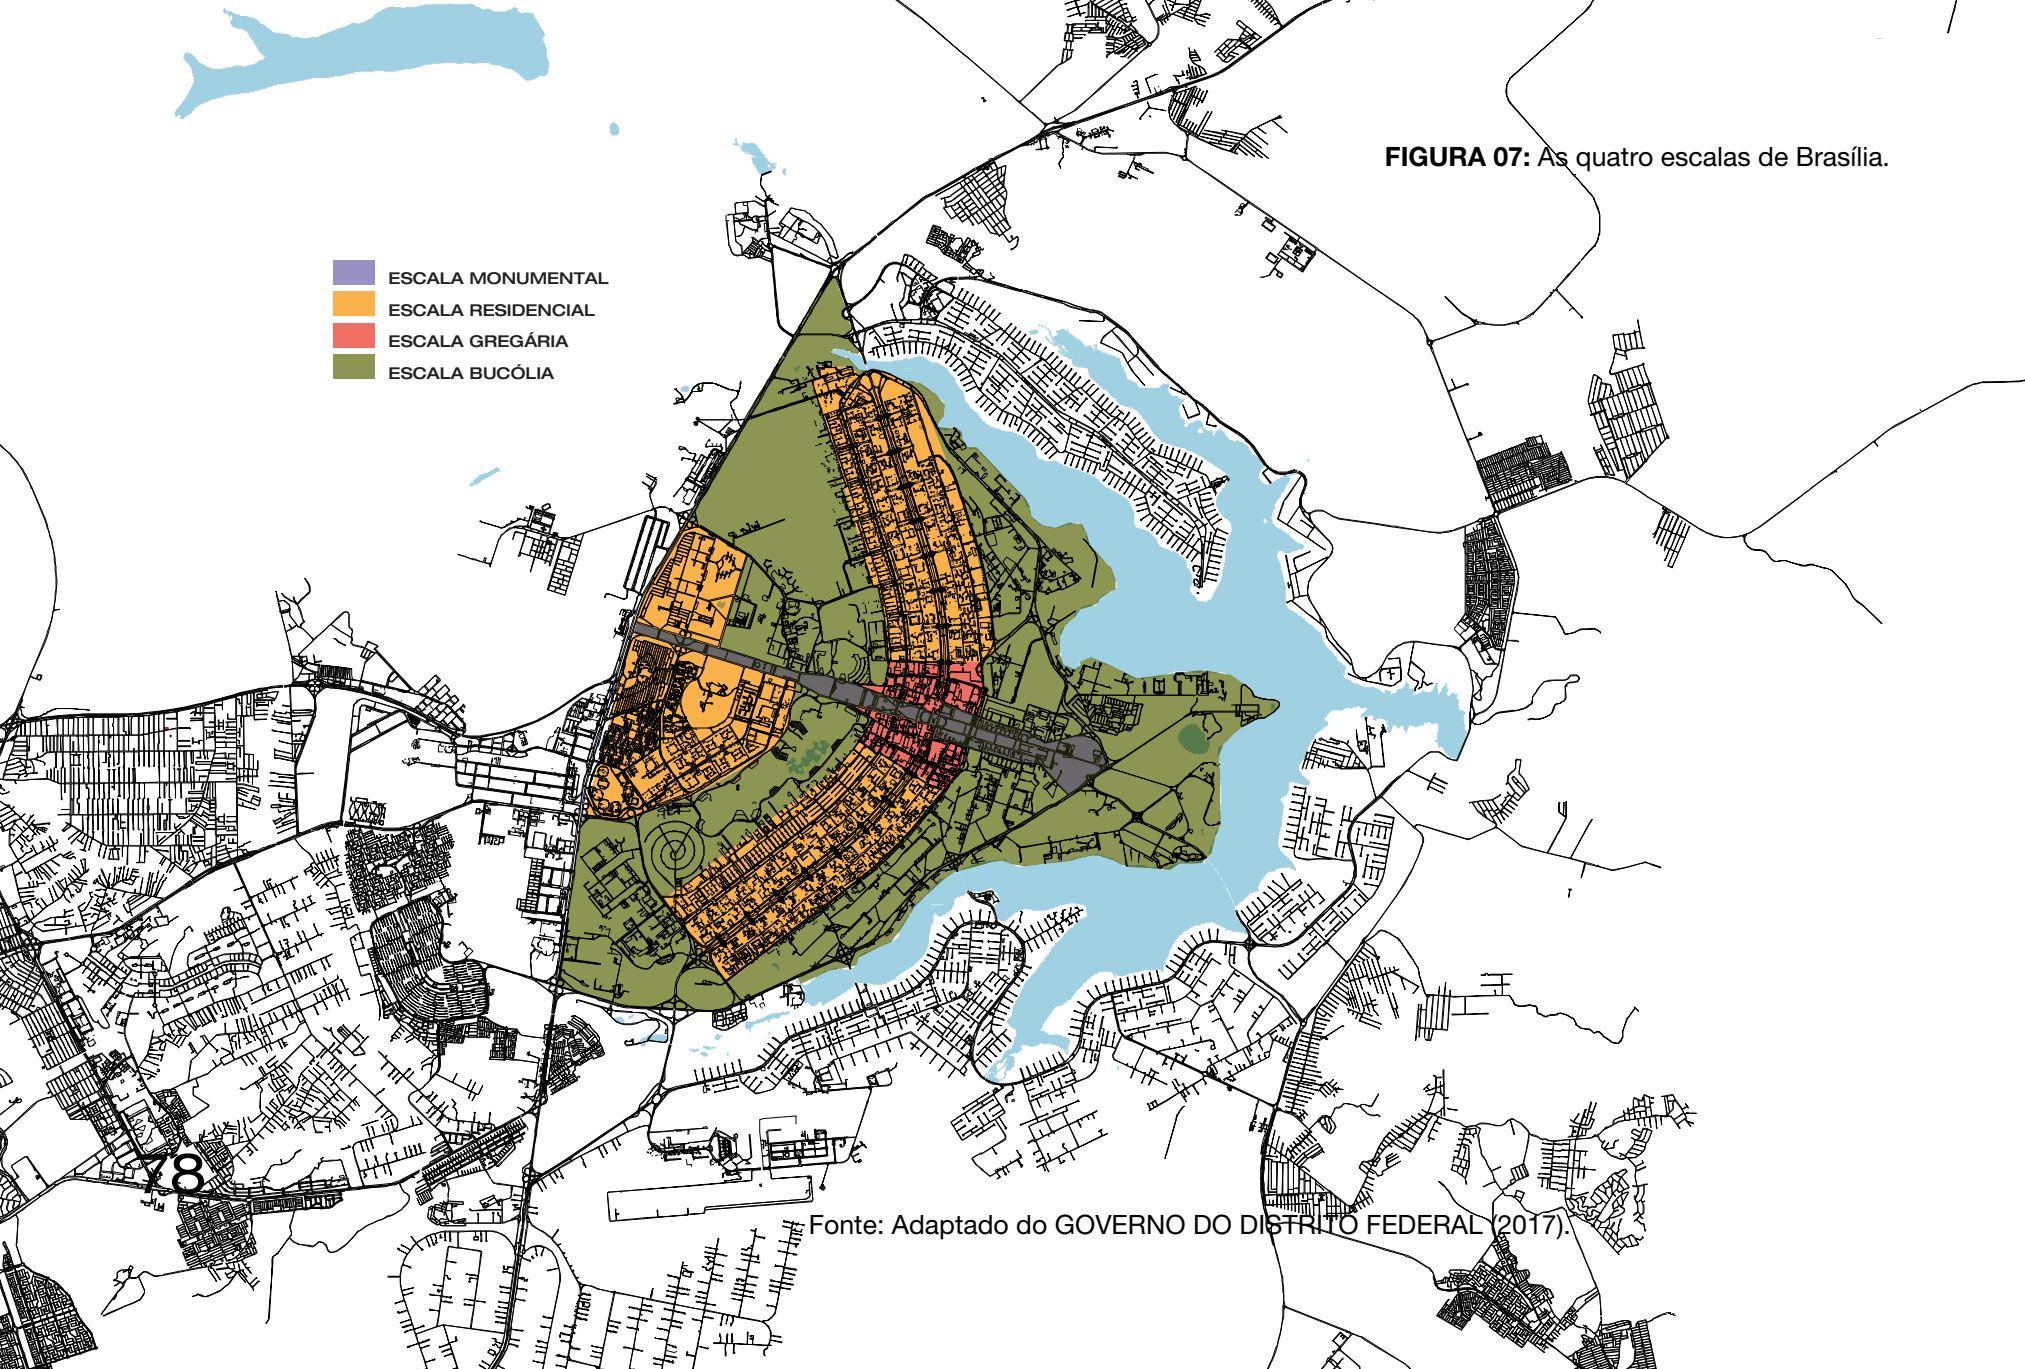 FIGURA 07: As quatro escalas de Brasília.
ESCALA MONUMENTAL
ESCALA RESIDENCIAL
ESCALA GREGÁRIA
ESCALA BUCÓLIA
78
Fonte: Adaptado do GOVERNO DO DISTRITO FEDERAL (2017).